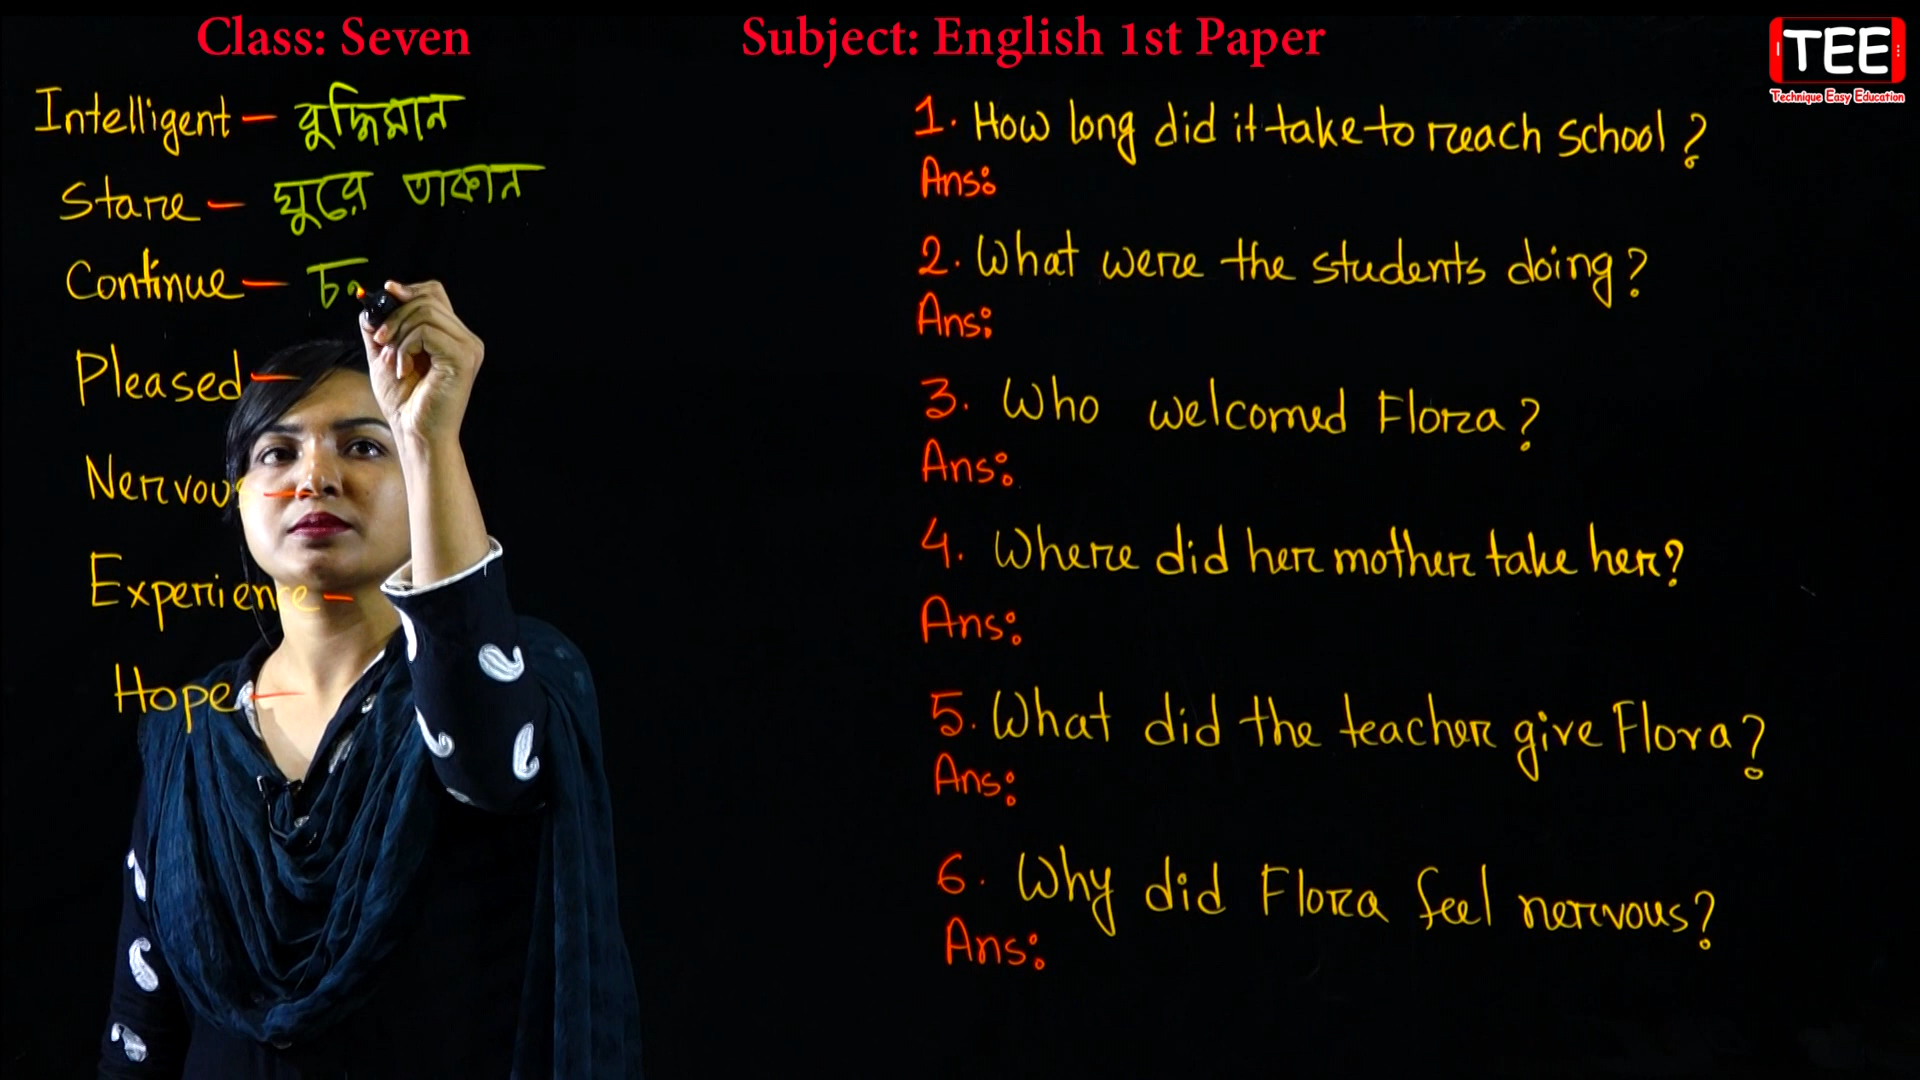 Class: Seven
Subject: English 1st Paper
TEE
Technique Easy Education
Intelligent – বুদ্ধিমান
Stare – ঘুরে তাকান
Continue –
Pleased –
Nervous –
Experience –
Hope –
1. How long did it take to reach school?
Ans:
2. What were the students doing?
Ans:
3. Who welcomed Flora?
Ans:
4. Where did her mother take her?
Ans:
5. What did the teacher give Flora?
Ans:
6. Why did Flora feel nervous?
Ans: